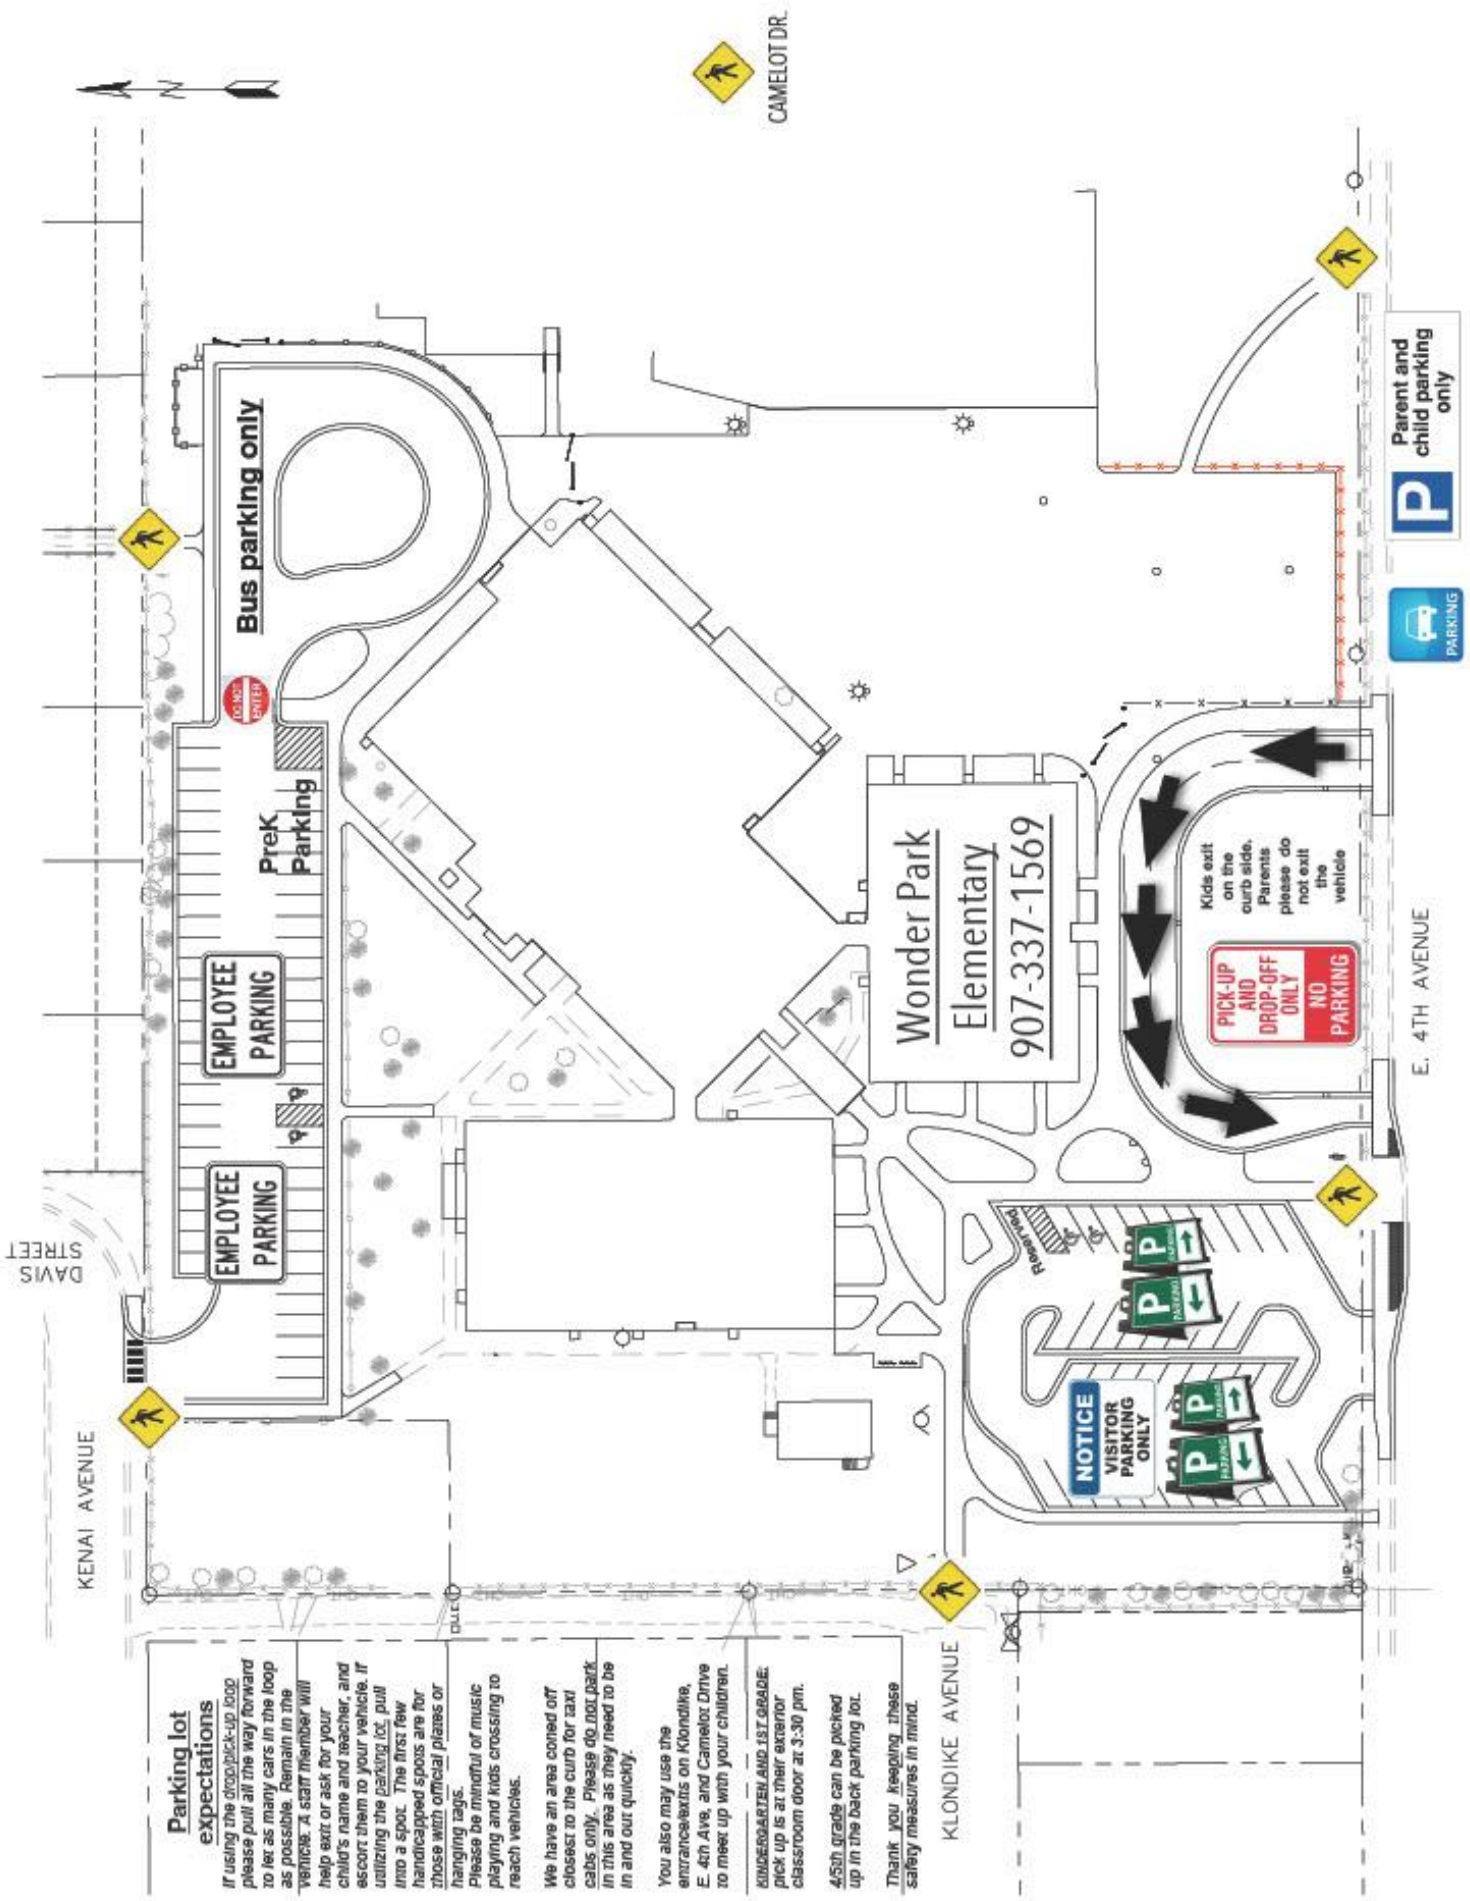 Parking lot
expectations
If using the drop/pick-up loop
please pull all the way forward
to let as many cars in the loop
as possible. Remain in the
vehicle. A staff member will
help exit or ask for your
child's name and teacher, and
escort them to your vehicle. If
utilizing the parking lot, pull
into a spot. The first few
handicapped spots are for
those with official plates or
hanging tags.
Please be mindful of music
playing and kids crossing to
reach vehicles.
We have an area coned off
closest to the curb for taxi
cabs only. Please do not park
in this area as they need to be
in and out quickly.
You also may use the
entrance/exits on Klondike,
E. 4th Ave, and Camelot Drive
to meet up with your children.
KINDERGARTEN AND 1ST GRADE:
pick up is at their exterior
classroom door at 3:30 pm.
4/5th grade can be picked
up in the back parking lot.
Thank you keeping these
safety measures in mind.
KENAI AVENUE
DAVIS
STREET
KLONDIKE AVENUE
EMPLOYEE
PARKING
EMPLOYEE
PARKING
PreK
Parking
DO NOT
ENTER
Bus parking only
N
CAMELOT DR.
Wonder Park
Elementary
907-337-1569
Reserved
NOTICE
VISITOR
PARKING
ONLY
P
PARKING
P
PARKING
P
PARKING
P
PARKING
PICK-UP
AND
DROP-OFF
ONLY
NO
PARKING
Kids exit
on the
curb side.
Parents
please do
not exit
the
vehicle
E. 4TH AVENUE
PARKING
P
Parent and
child parking
only